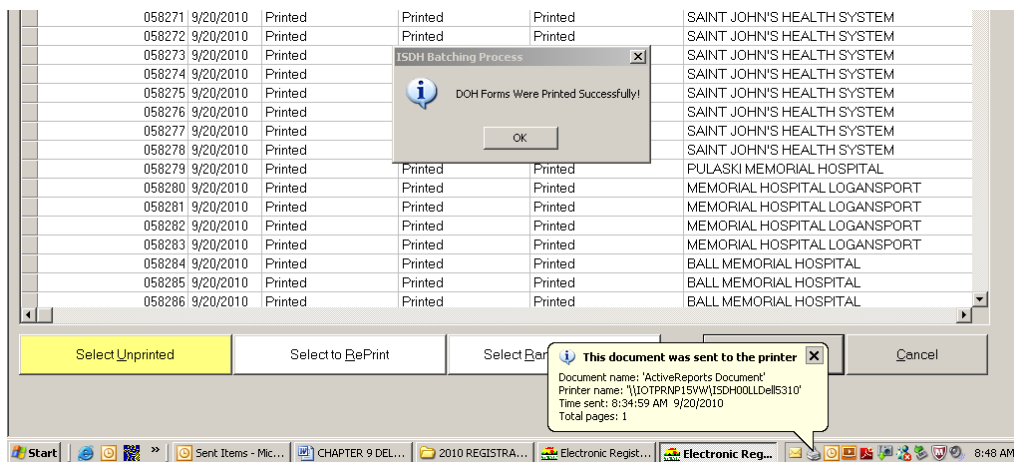 058271 9/20/2010 Printed Printed Printed SAINT JOHN'S HEALTH SYSTEM
058272 9/20/2010 Printed Printed Printed SAINT JOHN'S HEALTH SYSTEM
058273 9/20/2010 Printed SAINT JOHN'S HEALTH SYSTEM
058274 9/20/2010 Printed SAINT JOHN'S HEALTH SYSTEM
058275 9/20/2010 Printed SAINT JOHN'S HEALTH SYSTEM
058276 9/20/2010 Printed SAINT JOHN'S HEALTH SYSTEM
058277 9/20/2010 Printed SAINT JOHN'S HEALTH SYSTEM
058278 9/20/2010 Printed SAINT JOHN'S HEALTH SYSTEM
058279 9/20/2010 Printed Printed Printed PULASKI MEMORIAL HOSPITAL
058280 9/20/2010 Printed Printed Printed MEMORIAL HOSPITAL LOGANSPORT
058281 9/20/2010 Printed Printed Printed MEMORIAL HOSPITAL LOGANSPORT
058282 9/20/2010 Printed Printed Printed MEMORIAL HOSPITAL LOGANSPORT
058283 9/20/2010 Printed Printed Printed MEMORIAL HOSPITAL LOGANSPORT
058284 9/20/2010 Printed Printed Printed BALL MEMORIAL HOSPITAL
058285 9/20/2010 Printed Printed Printed BALL MEMORIAL HOSPITAL
058286 9/20/2010 Printed Printed Printed BALL MEMORIAL HOSPITAL
ISDH Batching Process
DOH Forms Were Printed Successfully!
OK
Select Unprinted Select to RePrint Select Ran Cancel
This document was sent to the printer
Document name: 'ActiveReports Document'
Printer name: '\\IOTPRNP15VW\ISDH00LLDell5310'
Time sent: 8:34:59 AM 9/20/2010
Total pages: 1
Start » Sent Items - Mic... CHAPTER 9 DEL... 2010 REGISTRA... Electronic Regist... Electronic Reg... 8:48 AM